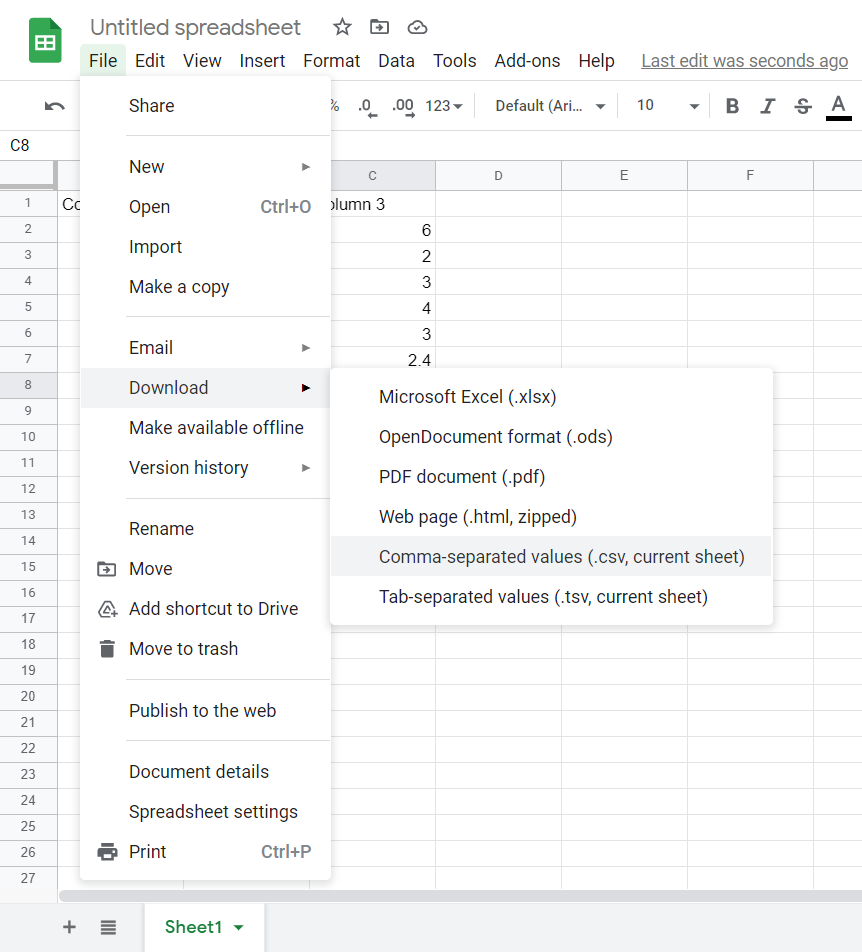 Untitled spreadsheet
File Edit View Insert Format Data Tools Add-ons Help Last edit was seconds ago
% .0 .00 123 Default (Ari... 10 B I S A
C8
C D E F
1 Co olumn 3
2 6
3 2
4 3
5 4
6 3
7 2.4
8
9
10
11
12
13
14
15
16
17
18
19
20
21
22
23
24
25
26
27
Share
New
Open Ctrl+O
Import
Make a copy
Email
Download
Make available offline
Version history
Rename
Move
Add shortcut to Drive
Move to trash
Publish to the web
Document details
Spreadsheet settings
Print Ctrl+P
Microsoft Excel (.xlsx)
OpenDocument format (.ods)
PDF document (.pdf)
Web page (.html, zipped)
Comma-separated values (.csv, current sheet)
Tab-separated values (.tsv, current sheet)
Sheet1